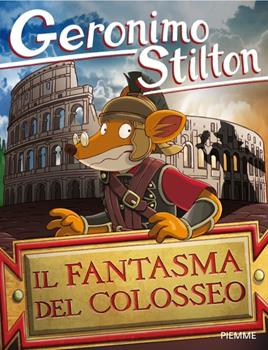 Geronimo
Stilton
IL FANTASMA
DEL COLOSSEO
PIEMME